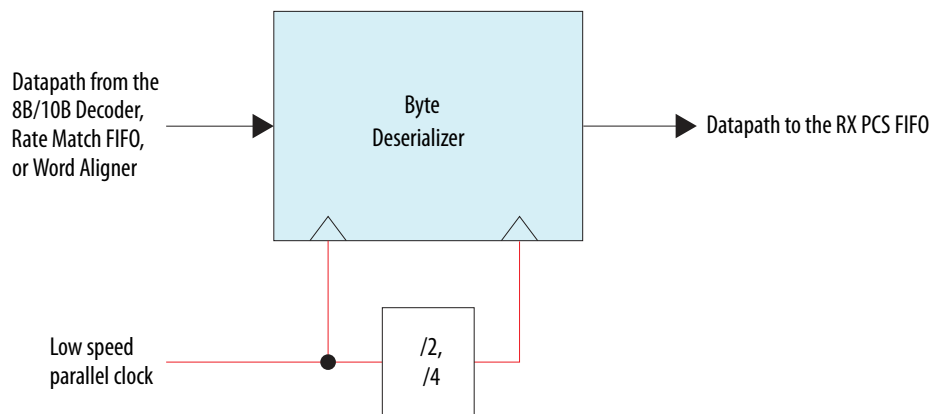 Datapath from the
8B/10B Decoder,
Rate Match FIFO,
or Word Aligner
Byte
Deserializer
Datapath to the RX PCS FIFO
Low speed
parallel clock
/2,
/4